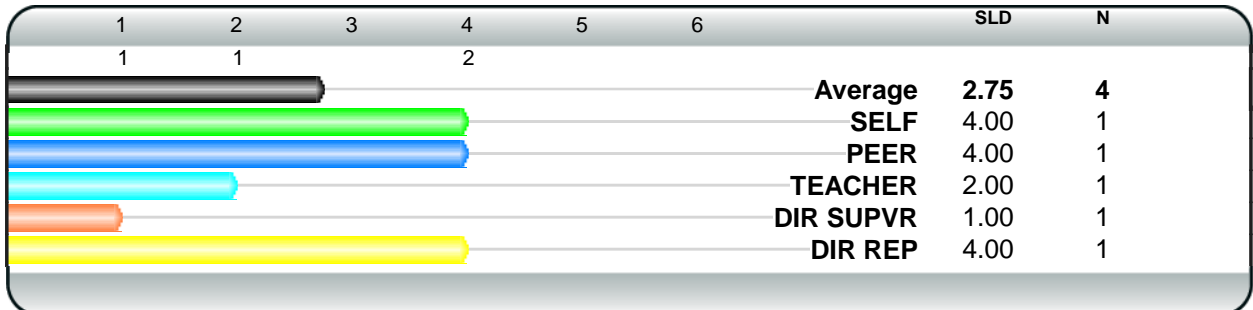 1 2 3 4 5 6 SLD N
1 1 2
Average 2.75 4
SELF 4.00 1
PEER 4.00 1
TEACHER 2.00 1
DIR SUPVR 1.00 1
DIR REP 4.00 1